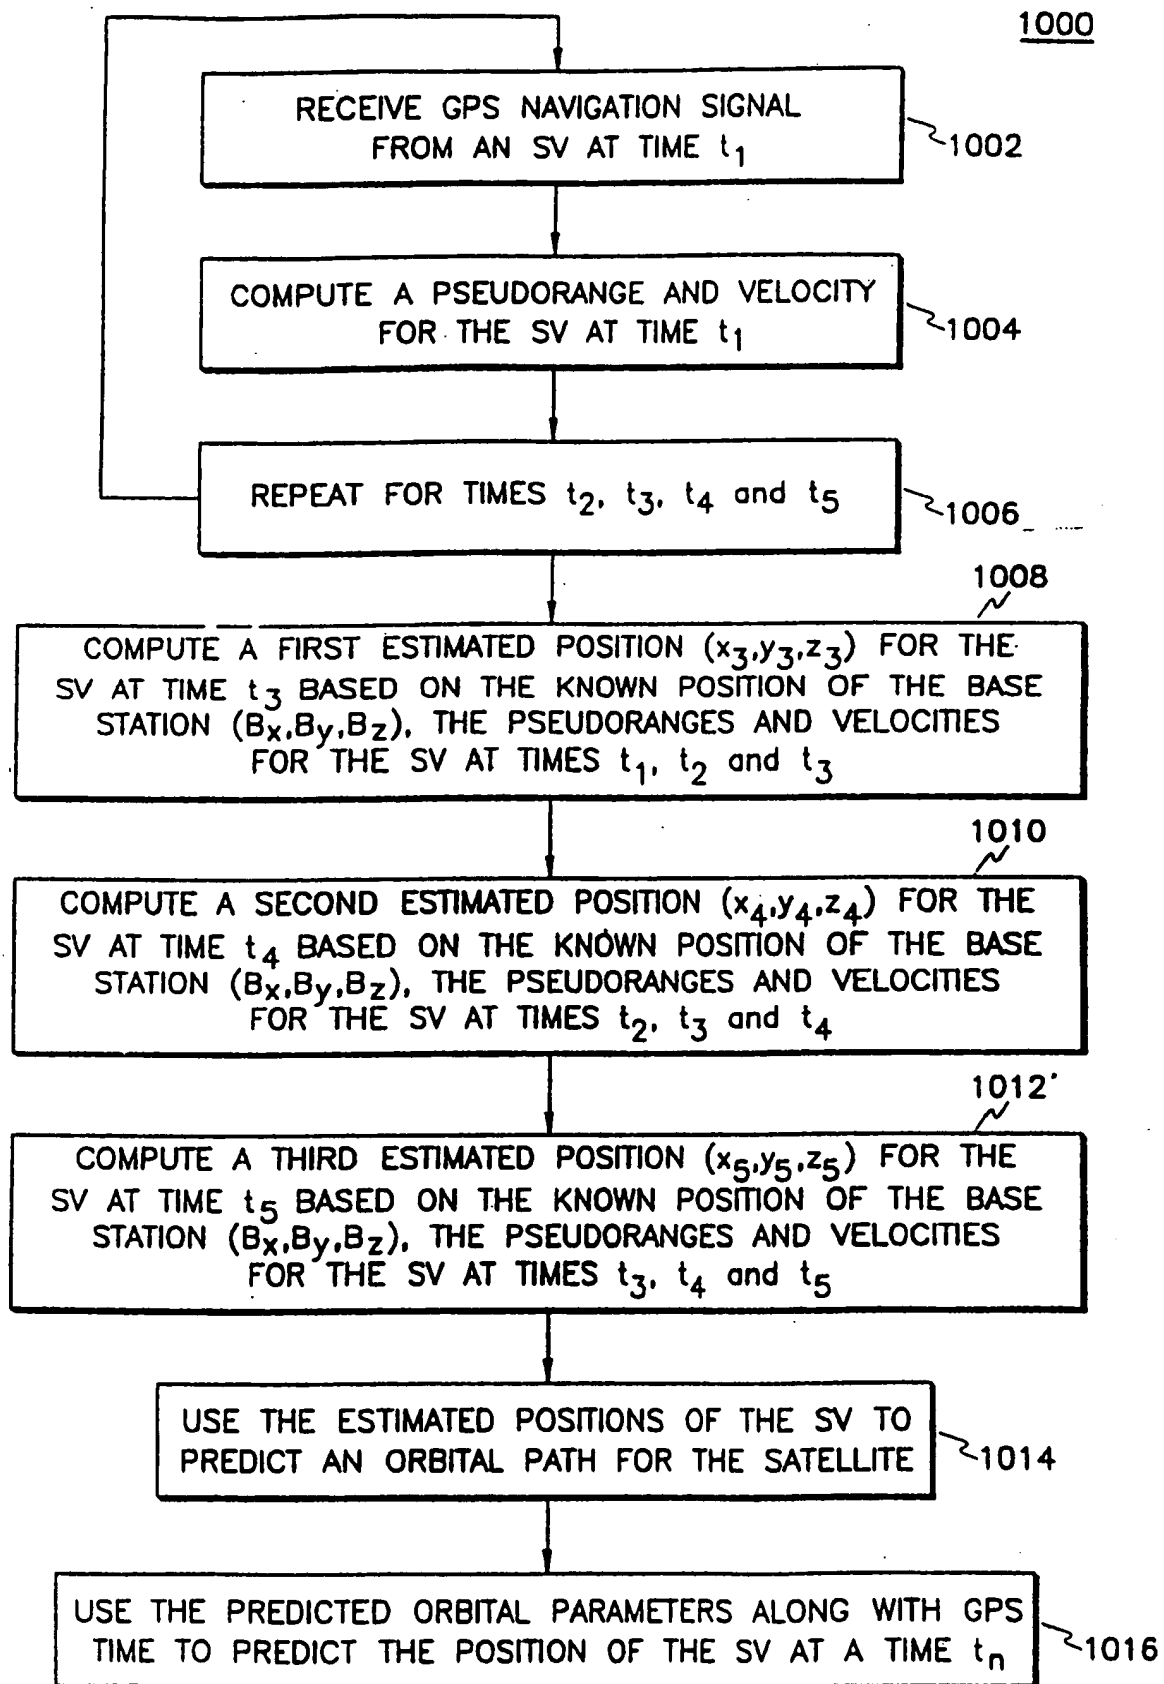 1000
RECEIVE GPS NAVIGATION SIGNAL
FROM AN SV AT TIME t1
1002
COMPUTE A PSEUDORANGE AND VELOCITY
FOR THE SV AT TIME t1
1004
REPEAT FOR TIMES t2, t3, t4 and t5
1006
1008
COMPUTE A FIRST ESTIMATED POSITION (x3,y3,z3) FOR THE
SV AT TIME t3 BASED ON THE KNOWN POSITION OF THE BASE
STATION (Bx,By,Bz), THE PSEUDORANGES AND VELOCITIES
FOR THE SV AT TIMES t1, t2 and t3
1010
COMPUTE A SECOND ESTIMATED POSITION (x4,y4,z4) FOR THE
SV AT TIME t4 BASED ON THE KNOWN POSITION OF THE BASE
STATION (Bx,By,Bz), THE PSEUDORANGES AND VELOCITIES
FOR THE SV AT TIMES t2, t3 and t4
1012
COMPUTE A THIRD ESTIMATED POSITION (x5,y5,z5) FOR THE
SV AT TIME t5 BASED ON THE KNOWN POSITION OF THE BASE
STATION (Bx,By,Bz), THE PSEUDORANGES AND VELOCITIES
FOR THE SV AT TIMES t3, t4 and t5
USE THE ESTIMATED POSITIONS OF THE SV TO
PREDICT AN ORBITAL PATH FOR THE SATELLITE
1014
USE THE PREDICTED ORBITAL PARAMETERS ALONG WITH GPS
TIME TO PREDICT THE POSITION OF THE SV AT A TIME tn
1016